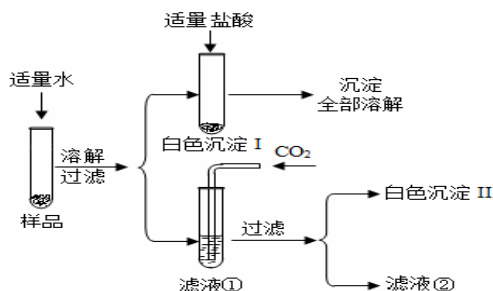 适量盐酸
适量水
沉淀
全部溶解
白色沉淀 I
溶解
过滤
CO₂
样品
白色沉淀 II
过滤
滤液①
滤液②